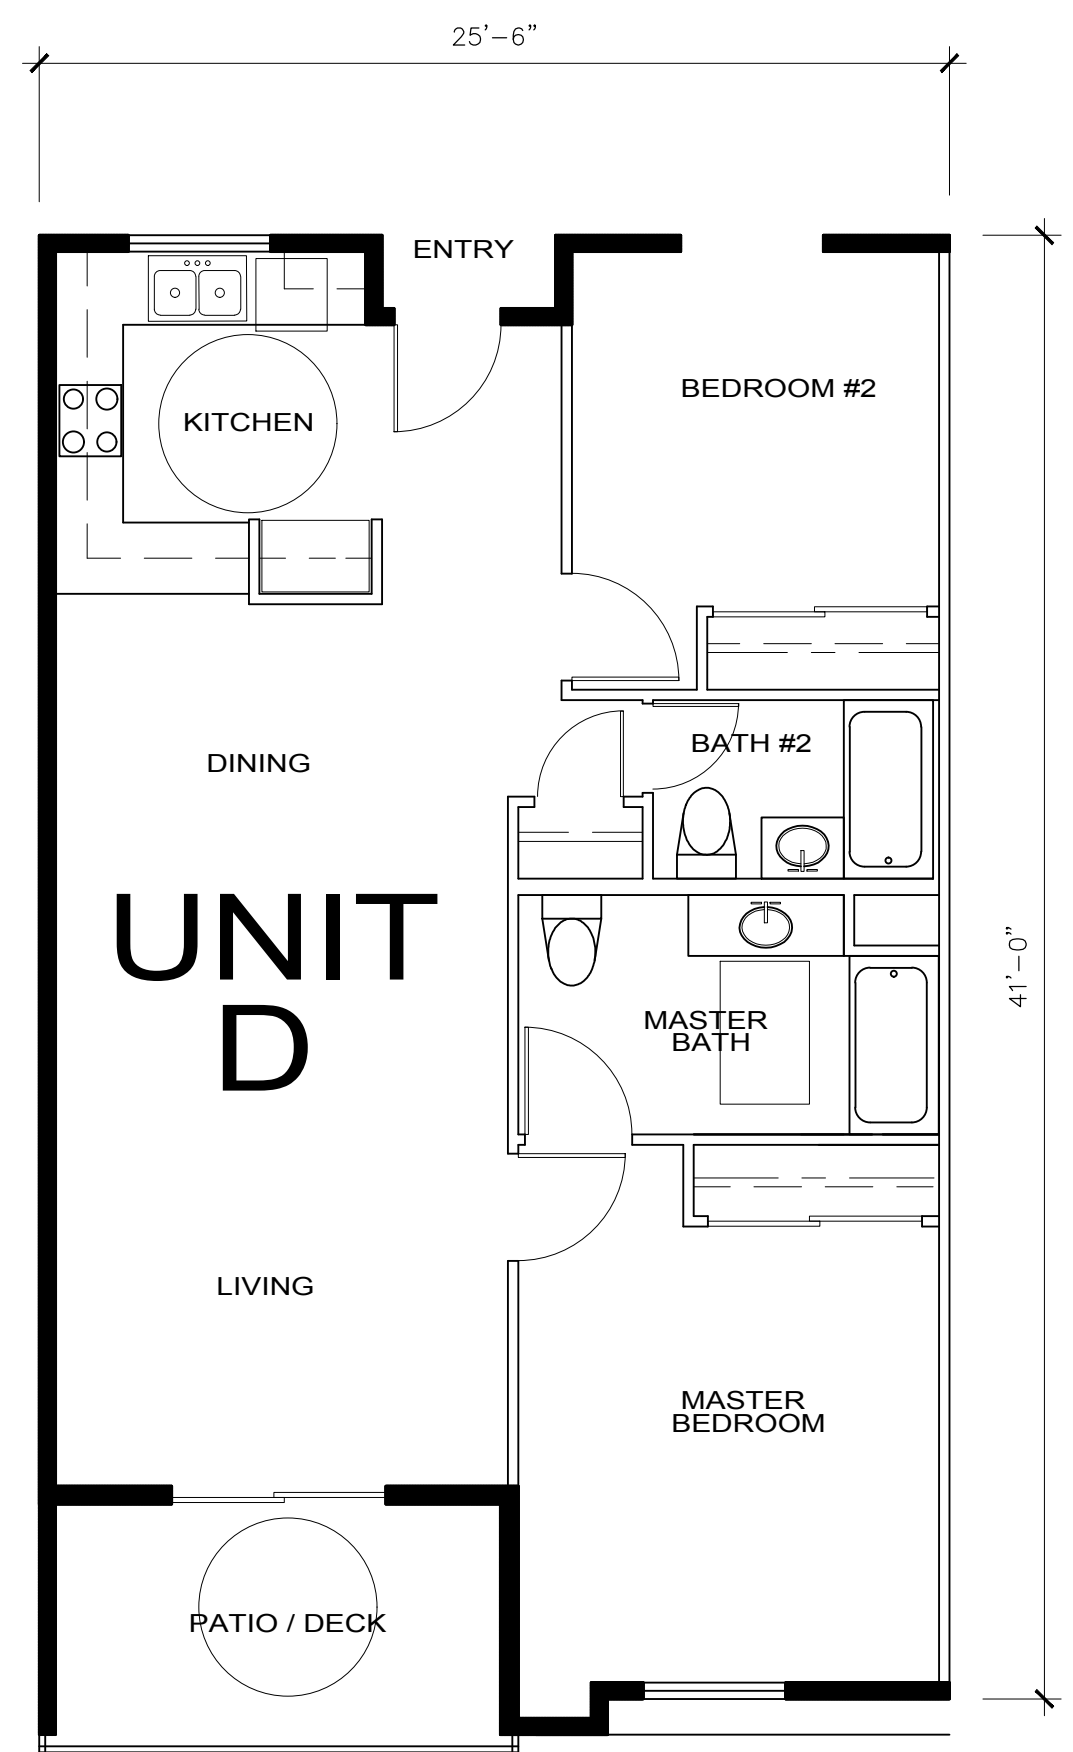 25'-6"
ENTRY
BEDROOM #2
KITCHEN
BATH #2
DINING
UNIT
D
41'-0"
MASTER
BATH
LIVING
MASTER
BEDROOM
PATIO / DECK